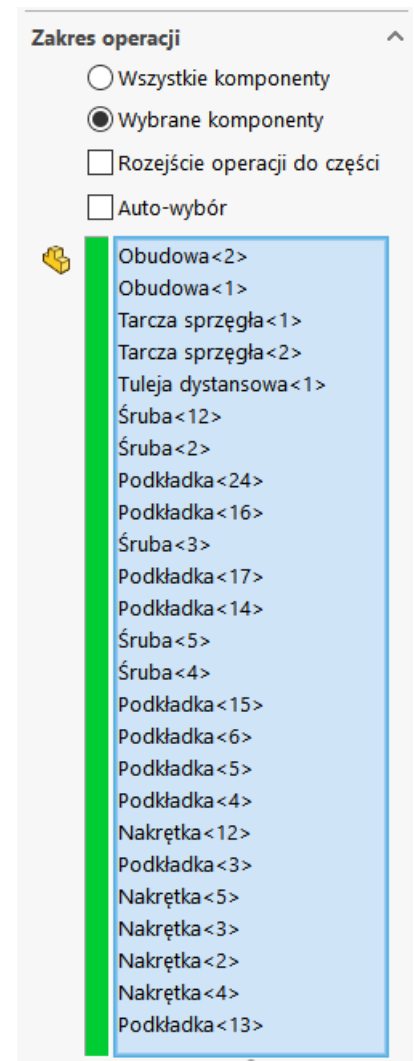 Zakres operacji
Wszystkie komponenty
Wybrane komponenty
Rozejście operacji do części
Auto-wybór
Obudowa<2>
Obudowa<1>
Tarcza sprzęgła<1>
Tarcza sprzęgła<2>
Tuleja dystansowa<1>
Śruba<12>
Śruba<2>
Podkładka<24>
Podkładka<16>
Śruba<3>
Podkładka<17>
Podkładka<14>
Śruba<5>
Śruba<4>
Podkładka<15>
Podkładka<6>
Podkładka<5>
Podkładka<4>
Nakrętka<12>
Podkładka<3>
Nakrętka<5>
Nakrętka<3>
Nakrętka<2>
Nakrętka<4>
Podkładka<13>